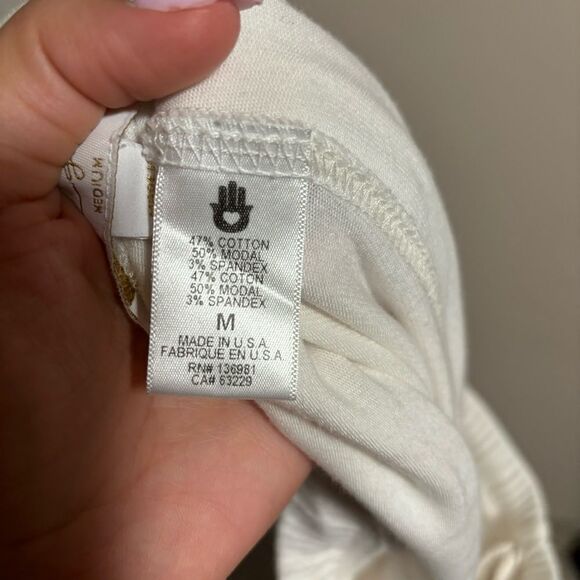 MEDIUM
47% COTTON
50% MODAL
3% SPANDEX
47% COTON
50% MODAL
3% SPANDEX
M
MADE IN U.S.A.
FABRIQUE EN U.S.A.
RN# 136981
CA# 63229